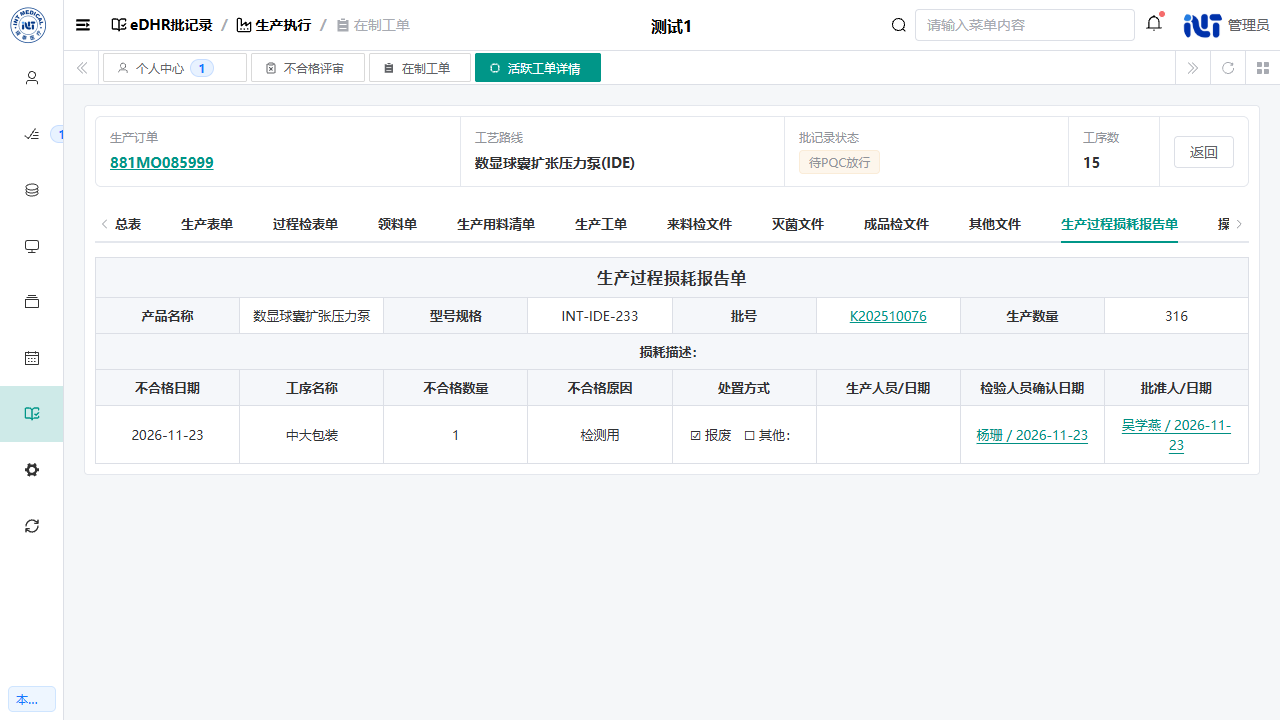 eDHR批记录 / 生产执行 / 在制工单
测试1
请输入菜单内容
管理员
个人中心 1
不合格评审
在制工单
活跃工单详情
1
生产订单
881MO085999
工艺路线
数显球囊扩张压力泵(IDE)
批记录状态
待PQC放行
工序数
15
返回
总表 生产表单 过程检表单 领料单 生产用料清单 生产工单 来料检文件 灭菌文件 成品检文件 其他文件 生产过程损耗报告单 操
生产过程损耗报告单
产品名称 数显球囊扩张压力泵 型号规格 INT-IDE-233 批号 K202510076 生产数量 316
损耗描述:
不合格日期 工序名称 不合格数量 不合格原因 处置方式 生产人员/日期 检验人员确认日期 批准人/日期
2026-11-23 中大包装 1 检测用 ☑ 报废 ☐ 其他: 杨珊 / 2026-11-23 吴学燕 / 2026-11-
23
本...